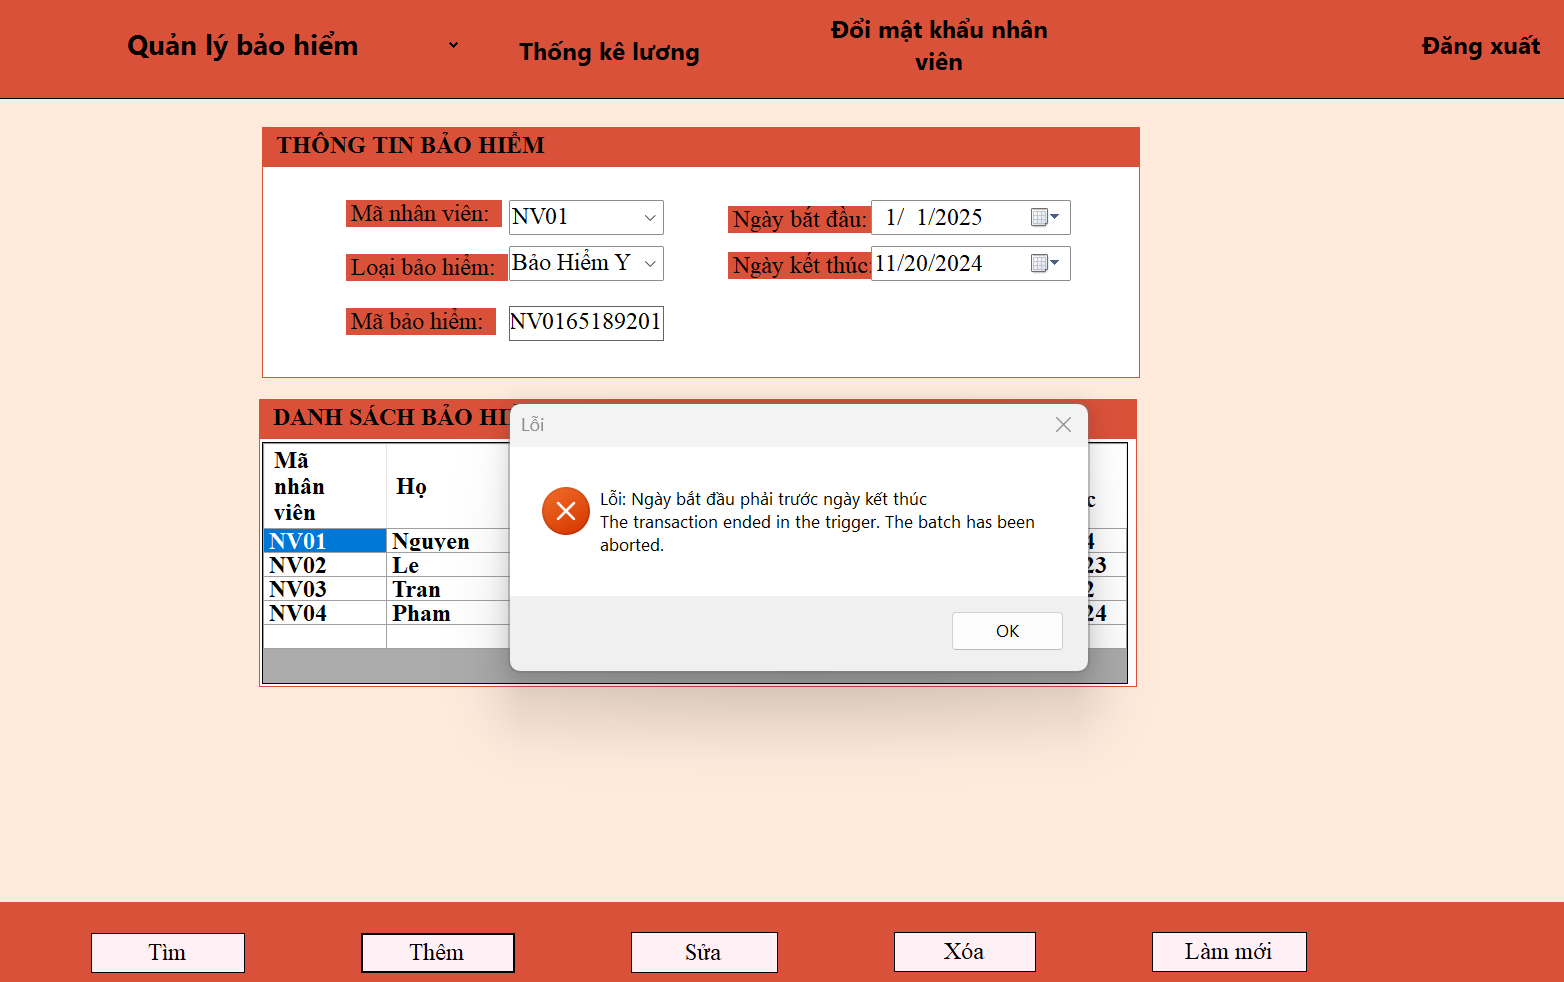 Quản lý bảo hiểm
Thống kê lương
Đổi mật khẩu nhân
viên
Đăng xuất
THÔNG TIN BẢO HIỂM
Mã nhân viên:
NV01
Ngày bắt đầu:
1/ 1/2025
Loại bảo hiểm:
Bảo Hiểm Y
Ngày kết thúc:
11/20/2024
Mã bảo hiểm:
NV0165189201
DANH SÁCH BẢO
Lỗi
Lỗi: Ngày bắt đầu phải trước ngày kết thúc
The transaction ended in the trigger. The batch has been
aborted.
OK
Mã
nhân
viên
Họ
NV01
Nguyen
NV02
Le
NV03
Tran
NV04
Pham
Tìm
Thêm
Sửa
Xóa
Làm mới